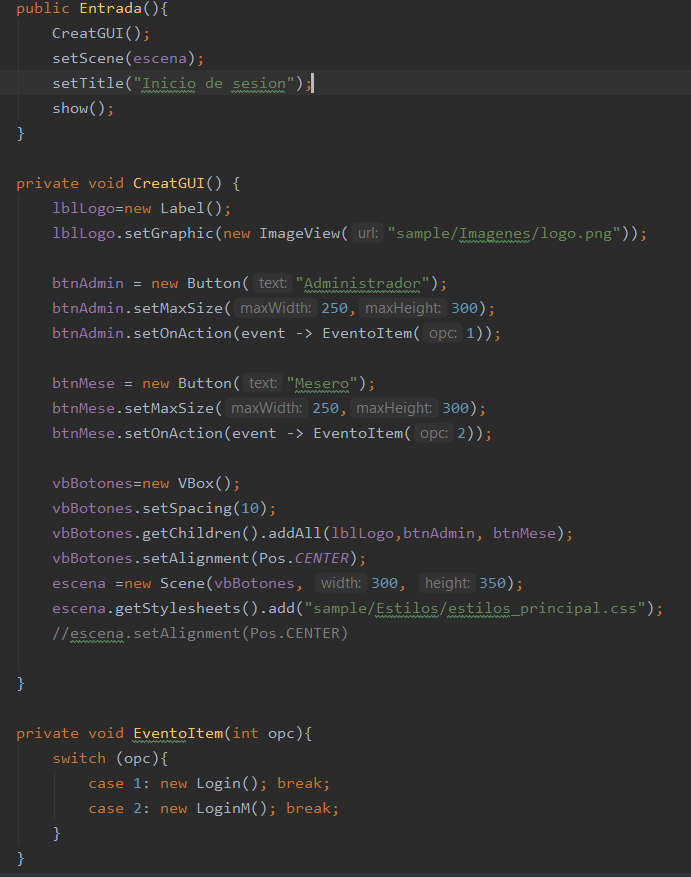 public Entrada(){
    CreatGUI();
    setScene(escena);
    setTitle("Inicio de sesion");
    show();
}

private void CreatGUI() {
    lblLogo=new Label();
    lblLogo.setGraphic(new ImageView( url: "sample/Imagenes/logo.png"));

    btnAdmin = new Button( text: "Administrador");
    btnAdmin.setMaxSize( maxWidth: 250, maxHeight: 300);
    btnAdmin.setOnAction(event -> EventoItem( opc: 1));

    btnMese = new Button( text: "Mesero");
    btnMese.setMaxSize( maxWidth: 250, maxHeight: 300);
    btnMese.setOnAction(event -> EventoItem( opc: 2));

    vbBotones=new VBox();
    vbBotones.setSpacing(10);
    vbBotones.getChildren().addAll(lblLogo,btnAdmin, btnMese);
    vbBotones.setAlignment(Pos.CENTER);
    escena =new Scene(vbBotones, width: 300, height: 350);
    escena.getStylesheets().add("sample/Estilos/estilos_principal.css");
    //escena.setAlignment(Pos.CENTER)

}

private void EventoItem(int opc){
    switch (opc){
        case 1: new Login(); break;
        case 2: new LoginM(); break;
    }
}